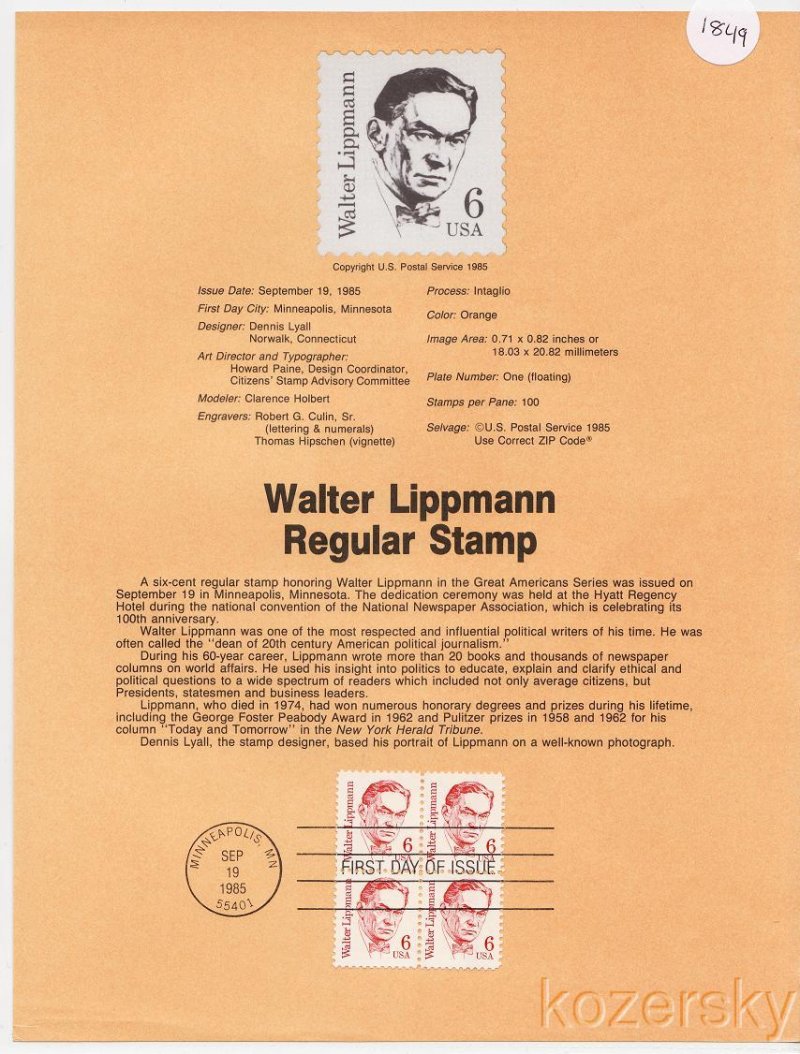 1849
Walter Lippmann
6
USA
Copyright U.S. Postal Service 1985
Issue Date: September 19, 1985
First Day City: Minneapolis, Minnesota
Designer: Dennis Lyall
Norwalk, Connecticut
Art Director and Typographer:
Howard Paine, Design Coordinator,
Citizens' Stamp Advisory Committee
Modeler: Clarence Holbert
Engravers: Robert G. Culin, Sr.
(lettering & numerals)
Thomas Hipschen (vignette)
Process: Intaglio
Color: Orange
Image Area: 0.71 x 0.82 inches or
18.03 x 20.82 millimeters
Plate Number: One (floating)
Stamps per Pane: 100
Selvage: ©U.S. Postal Service 1985
Use Correct ZIP Code®
Walter Lippmann
Regular Stamp
A six-cent regular stamp honoring Walter Lippmann in the Great Americans Series was issued on
September 19 in Minneapolis, Minnesota. The dedication ceremony was held at the Hyatt Regency
Hotel during the national convention of the National Newspaper Association, which is celebrating its
100th anniversary.
Walter Lippmann was one of the most respected and influential political writers of his time. He was
often called the "dean of 20th century American political journalism."
During his 60-year career, Lippmann wrote more than 20 books and thousands of newspaper
columns on world affairs. He used his insight into politics to educate, explain and clarify ethical and
political questions to a wide spectrum of readers which included not only average citizens, but
Presidents, statesmen and business leaders.
Lippmann, who died in 1974, had won numerous honorary degrees and prizes during his lifetime,
including the George Foster Peabody Award in 1962 and Pulitzer prizes in 1958 and 1962 for his
column "Today and Tomorrow" in the New York Herald Tribune.
Dennis Lyall, the stamp designer, based his portrait of Lippmann on a well-known photograph.
MINNEAPOLIS, MN
SEP
19
1985
55401
Walter Lippmann
6
USA
Walter Lippmann
6
USA
FIRST DAY OF ISSUE
Walter Lippmann
6
USA
Walter Lippmann
6
USA
kozersky